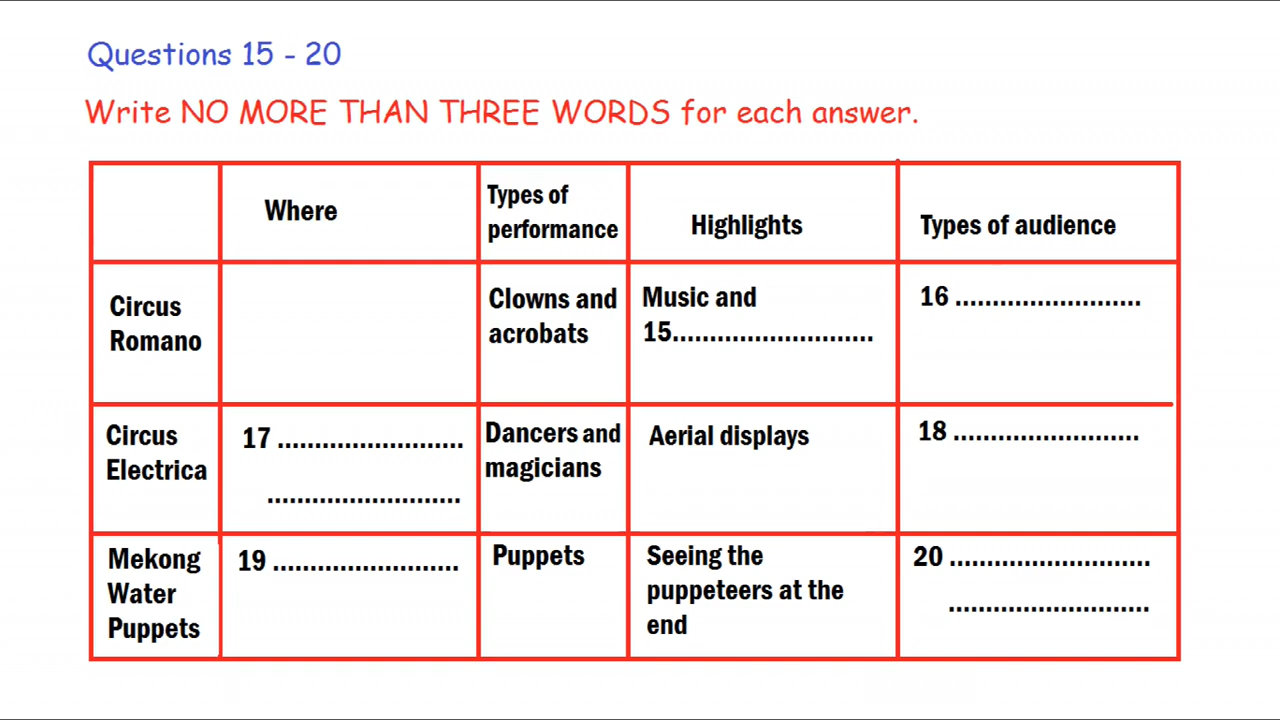 Questions 15 - 20
Write NO MORE THAN THREE WORDS for each answer.
Where
Types of
performance
Highlights
Types of audience
Circus
Romano
Clowns and
acrobats
Music and
15...........................
16 .........................
Circus
Electrica
17 .........................
..........................
Dancers and
magicians
Aerial displays
18 .........................
Mekong
Water
Puppets
19 .........................
Puppets
Seeing the
puppeteers at the
end
20 ...........................
...........................